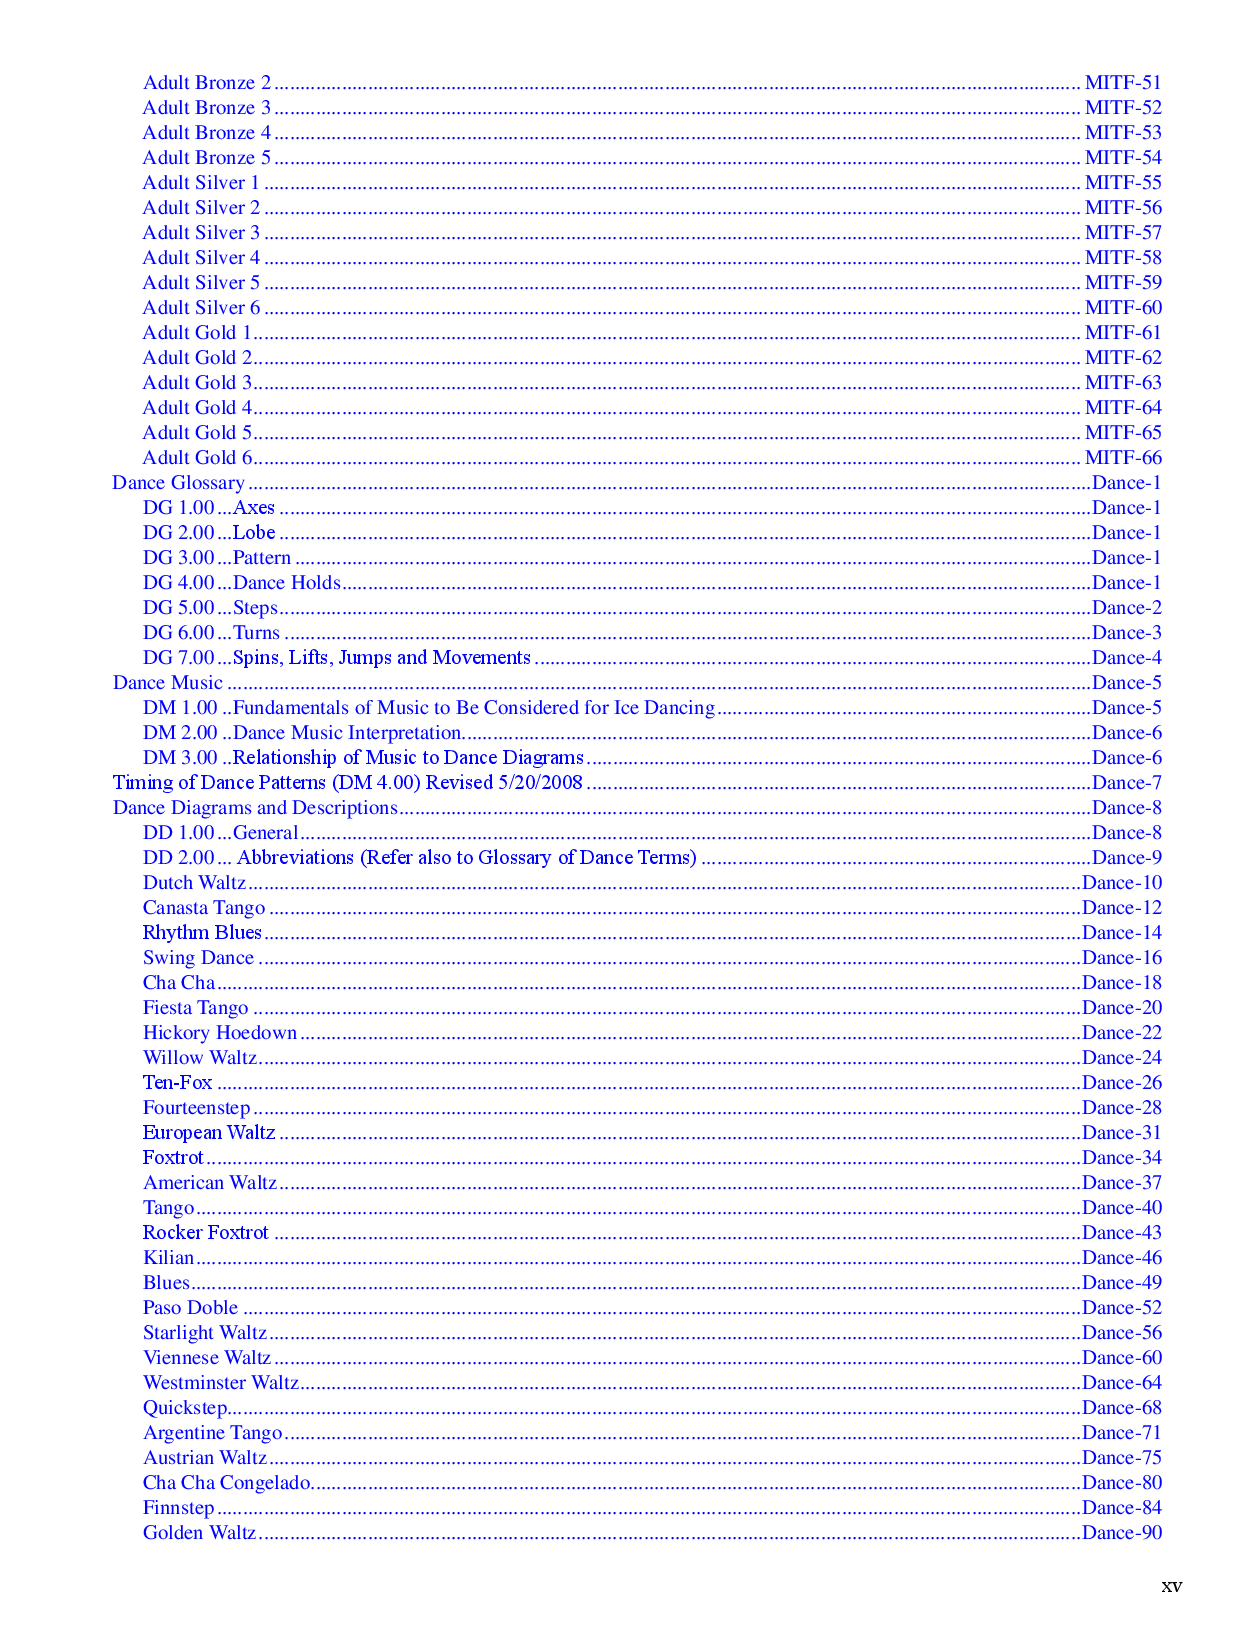 Adult Bronze 2 ........ MITF-51
Adult Bronze 3 ........ MITF-52
Adult Bronze 4 ........ MITF-53
Adult Bronze 5 ........ MITF-54
Adult Silver 1 ........ MITF-55
Adult Silver 2 ........ MITF-56
Adult Silver 3 ........ MITF-57
Adult Silver 4 ........ MITF-58
Adult Silver 5 ........ MITF-59
Adult Silver 6 ........ MITF-60
Adult Gold 1 ........ MITF-61
Adult Gold 2 ........ MITF-62
Adult Gold 3 ........ MITF-63
Adult Gold 4 ........ MITF-64
Adult Gold 5 ........ MITF-65
Adult Gold 6 ........ MITF-66
Dance Glossary ........ Dance-1
DG 1.00 ...Axes ........ Dance-1
DG 2.00 ...Lobe ........ Dance-1
DG 3.00 ...Pattern ........ Dance-1
DG 4.00 ...Dance Holds ........ Dance-1
DG 5.00 ...Steps ........ Dance-2
DG 6.00 ...Turns ........ Dance-3
DG 7.00 ...Spins, Lifts, Jumps and Movements ........ Dance-4
Dance Music ........ Dance-5
DM 1.00 ..Fundamentals of Music to Be Considered for Ice Dancing ........ Dance-5
DM 2.00 ..Dance Music Interpretation ........ Dance-6
DM 3.00 ..Relationship of Music to Dance Diagrams ........ Dance-6
Timing of Dance Patterns (DM 4.00) Revised 5/20/2008 ........ Dance-7
Dance Diagrams and Descriptions ........ Dance-8
DD 1.00 ...General ........ Dance-8
DD 2.00 ... Abbreviations (Refer also to Glossary of Dance Terms) ........ Dance-9
Dutch Waltz ........ Dance-10
Canasta Tango ........ Dance-12
Rhythm Blues ........ Dance-14
Swing Dance ........ Dance-16
Cha Cha ........ Dance-18
Fiesta Tango ........ Dance-20
Hickory Hoedown ........ Dance-22
Willow Waltz ........ Dance-24
Ten-Fox ........ Dance-26
Fourteenstep ........ Dance-28
European Waltz ........ Dance-31
Foxtrot ........ Dance-34
American Waltz ........ Dance-37
Tango ........ Dance-40
Rocker Foxtrot ........ Dance-43
Kilian ........ Dance-46
Blues ........ Dance-49
Paso Doble ........ Dance-52
Starlight Waltz ........ Dance-56
Viennese Waltz ........ Dance-60
Westminster Waltz ........ Dance-64
Quickstep ........ Dance-68
Argentine Tango ........ Dance-71
Austrian Waltz ........ Dance-75
Cha Cha Congelado ........ Dance-80
Finnstep ........ Dance-84
Golden Waltz ........ Dance-90
xv